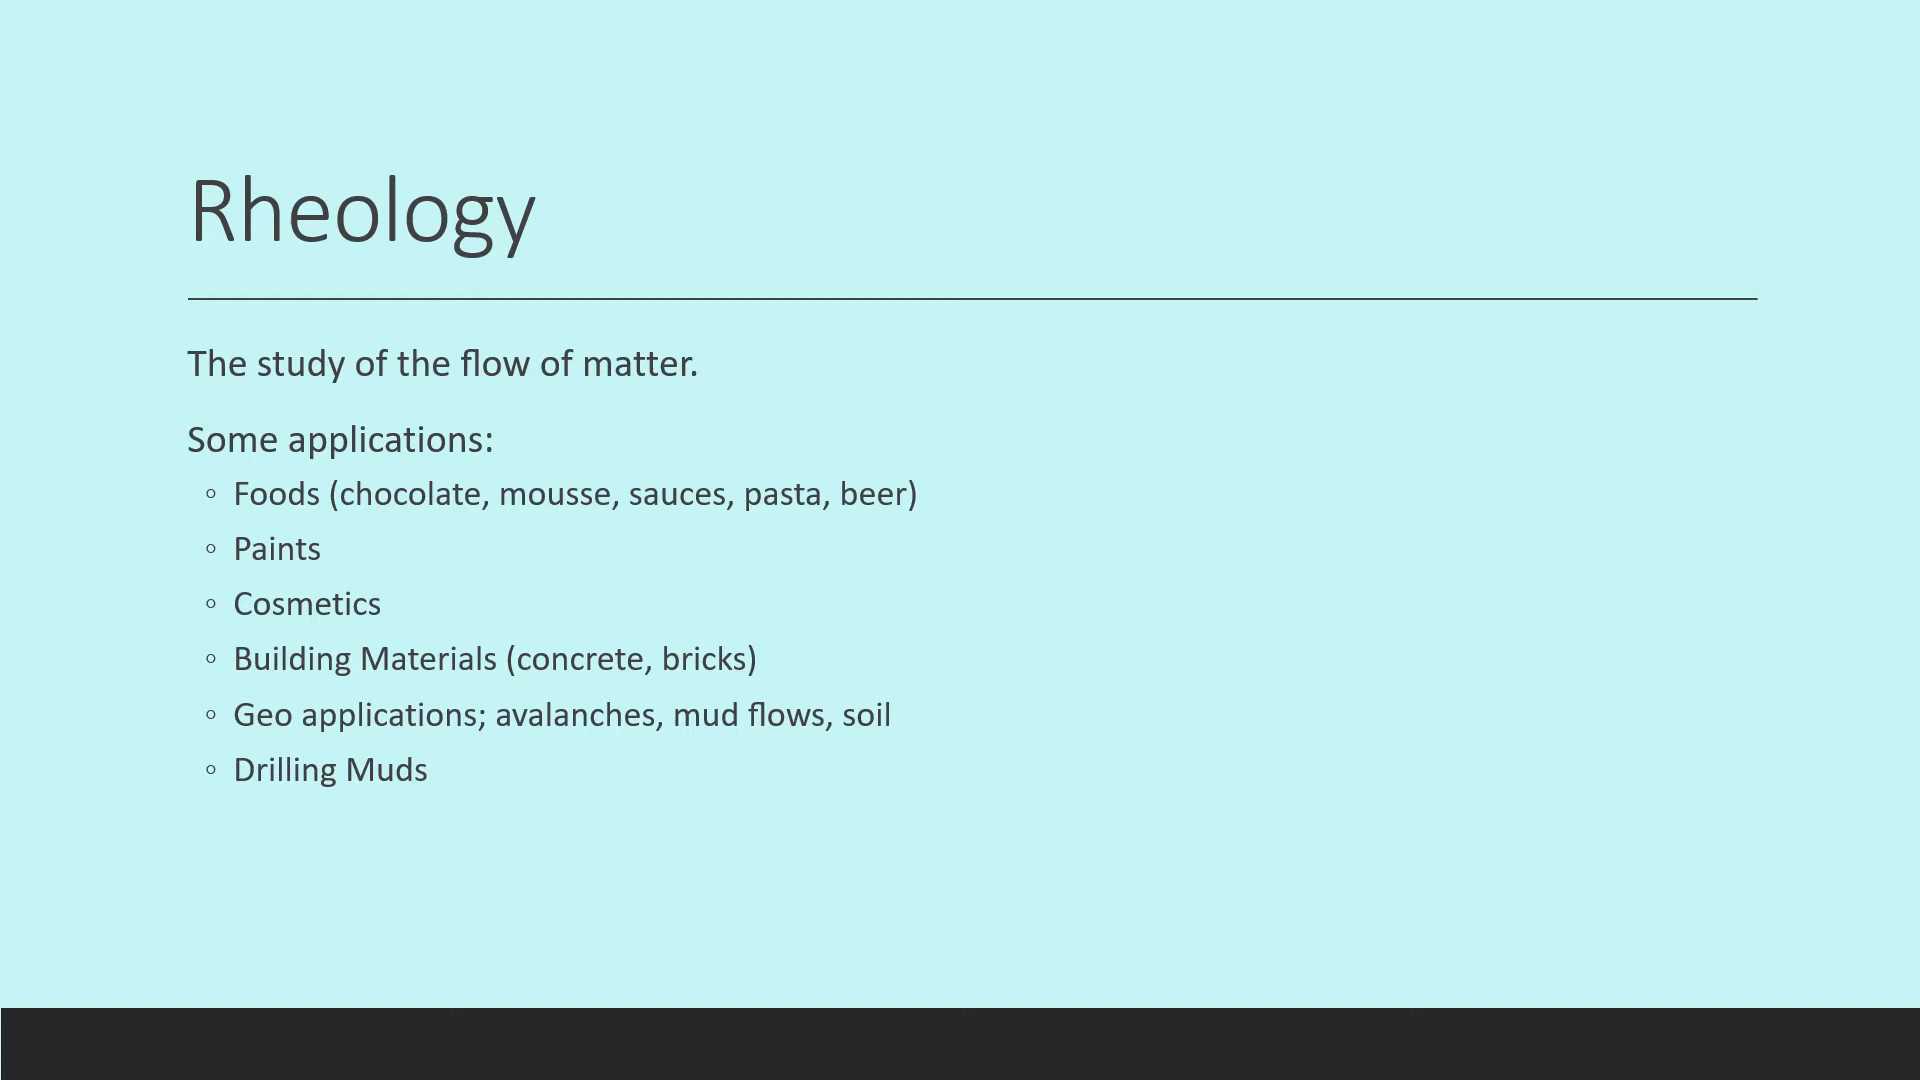 Rheology
The study of the flow of matter.
Some applications:
◦ Foods (chocolate, mousse, sauces, pasta, beer)
◦ Paints
◦ Cosmetics
◦ Building Materials (concrete, bricks)
◦ Geo applications; avalanches, mud flows, soil
◦ Drilling Muds